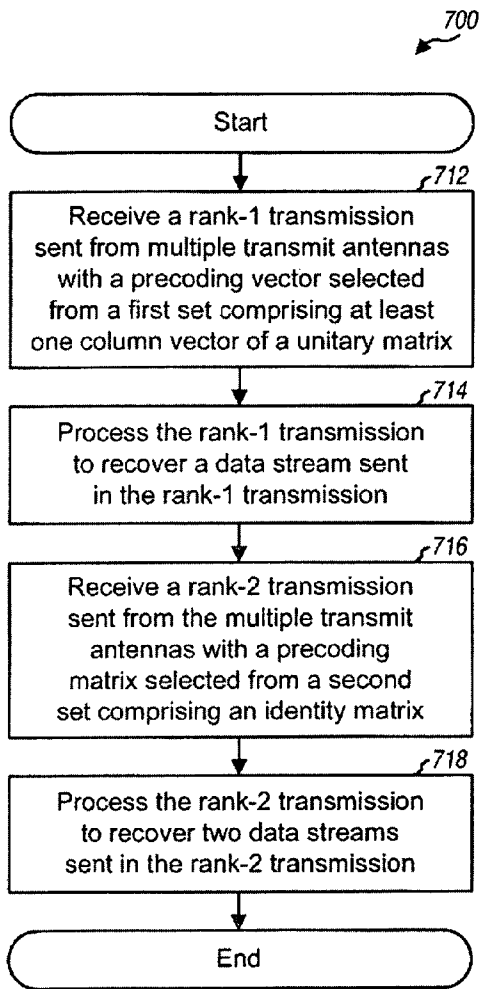 700
Start
712
Receive a rank-1 transmission
sent from multiple transmit antennas
with a precoding vector selected
from a first set comprising at least
one column vector of a unitary matrix
714
Process the rank-1 transmission
to recover a data stream sent
in the rank-1 transmission
716
Receive a rank-2 transmission
sent from the multiple transmit
antennas with a precoding
matrix selected from a second
set comprising an identity matrix
718
Process the rank-2 transmission
to recover two data streams
sent in the rank-2 transmission
End